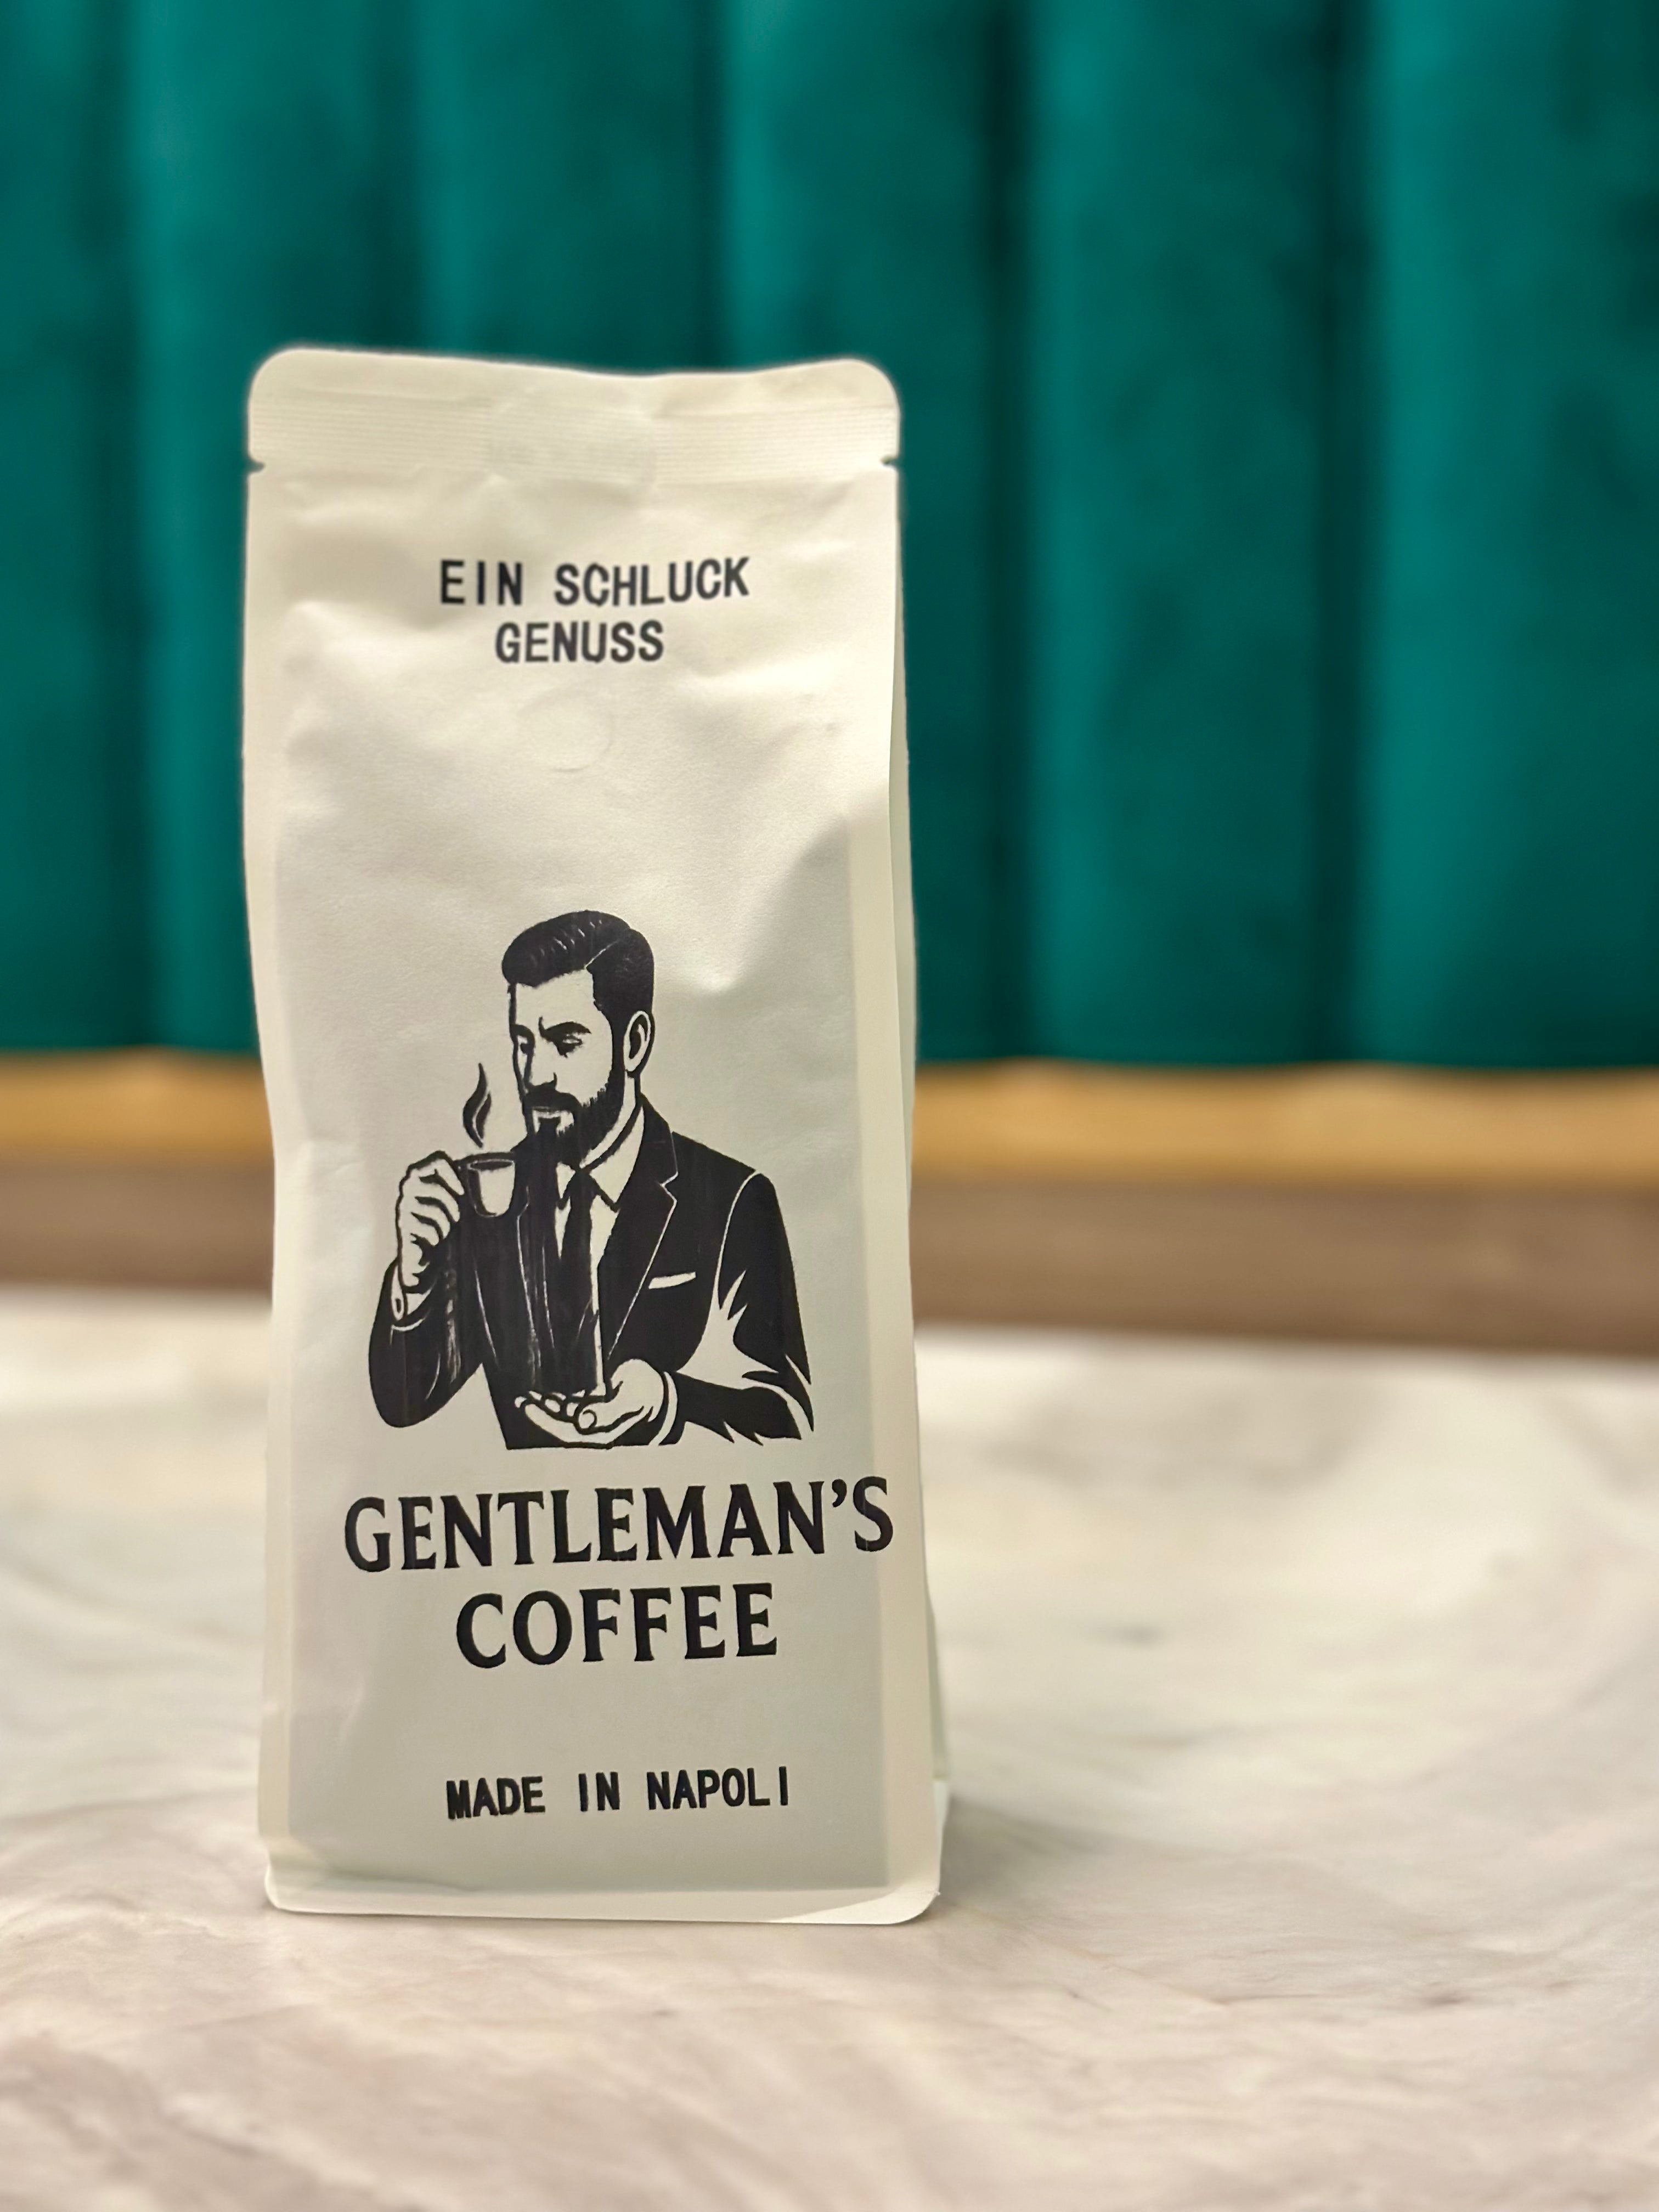 EIN SCHLUCK
GENUSS
GENTLEMAN'S
COFFEE
MADE IN NAPOLI